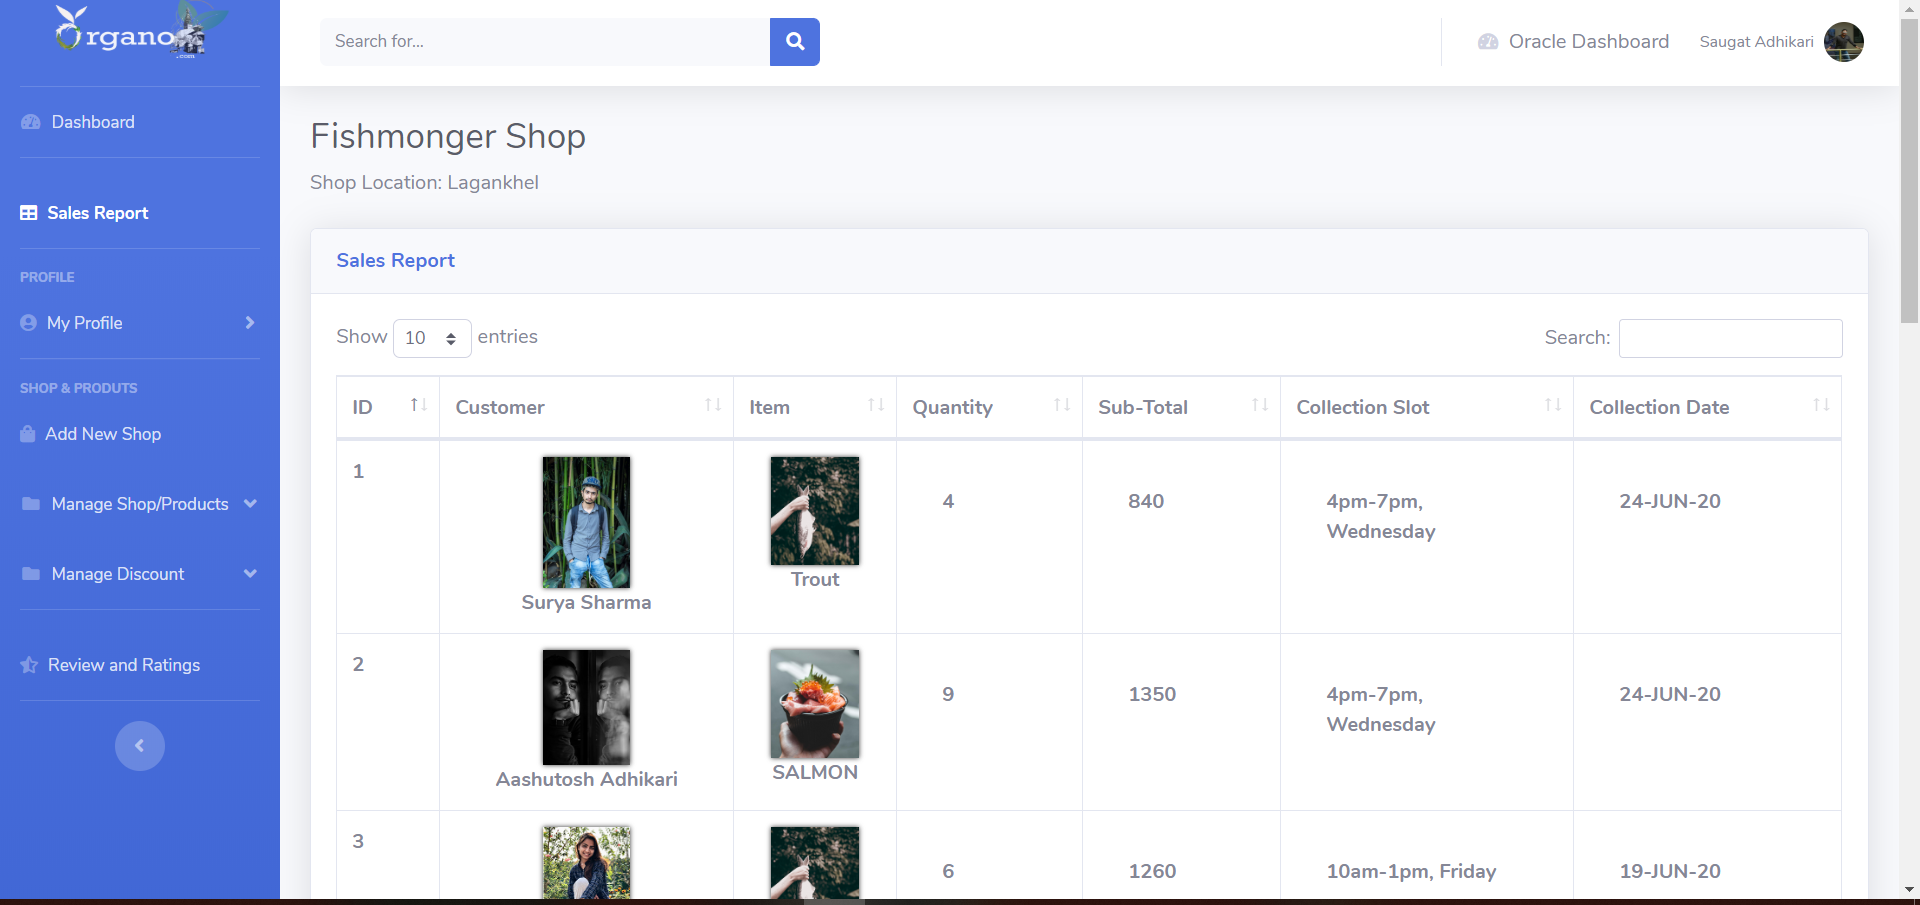 Organo
.com
Search for...
Oracle Dashboard
Saugat Adhikari
Dashboard
Sales Report
PROFILE
My Profile
SHOP & PRODUTS
Add New Shop
Manage Shop/Products
Manage Discount
Review and Ratings
Fishmonger Shop
Shop Location: Lagankhel
Sales Report
Show 10 entries
Search:
ID Customer Item Quantity Sub-Total Collection Slot Collection Date
1
4 840 4pm-7pm, 24-JUN-20
Wednesday
Trout
Surya Sharma
2
9 1350 4pm-7pm, 24-JUN-20
Wednesday
SALMON
Aashutosh Adhikari
3
6 1260 10am-1pm, Friday 19-JUN-20